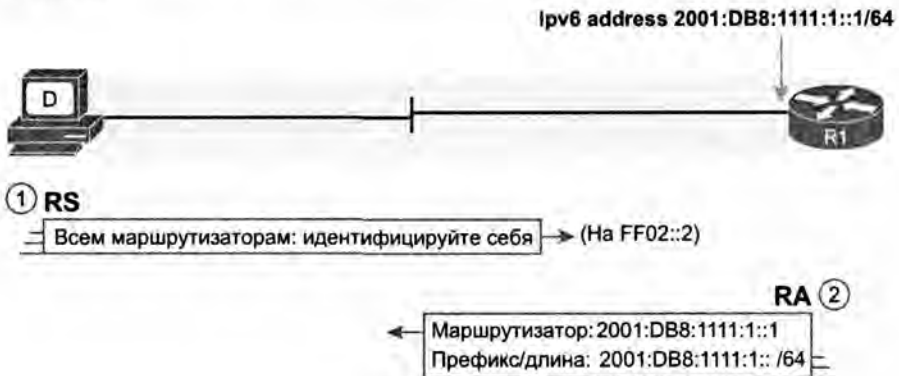 Ipv6 address 2001:DB8:1111:1::1/64
D
R1
1 RS
Всем маршрутизаторам: идентифицируйте себя (На FF02::2)
RA 2
Маршрутизатор: 2001:DB8:1111:1::1
Префикс/длина: 2001:DB8:1111:1:: /64